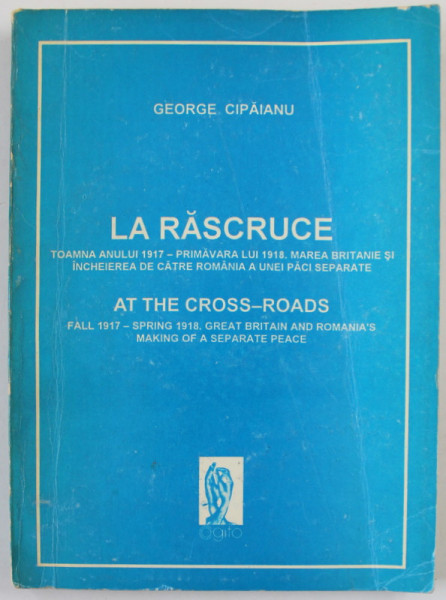 GEORGE CIPĂIANU
LA RĂSCRUCE
TOAMNA ANULUI 1917 – PRIMĂVARA LUI 1918. MAREA BRITANIE ŞI
ÎNCHEIEREA DE CĂTRE ROMÂNIA A UNEI PĂCI SEPARATE
AT THE CROSS–ROADS
FALL 1917 – SPRING 1918. GREAT BRITAIN AND ROMANIA'S
MAKING OF A SEPARATE PEACE